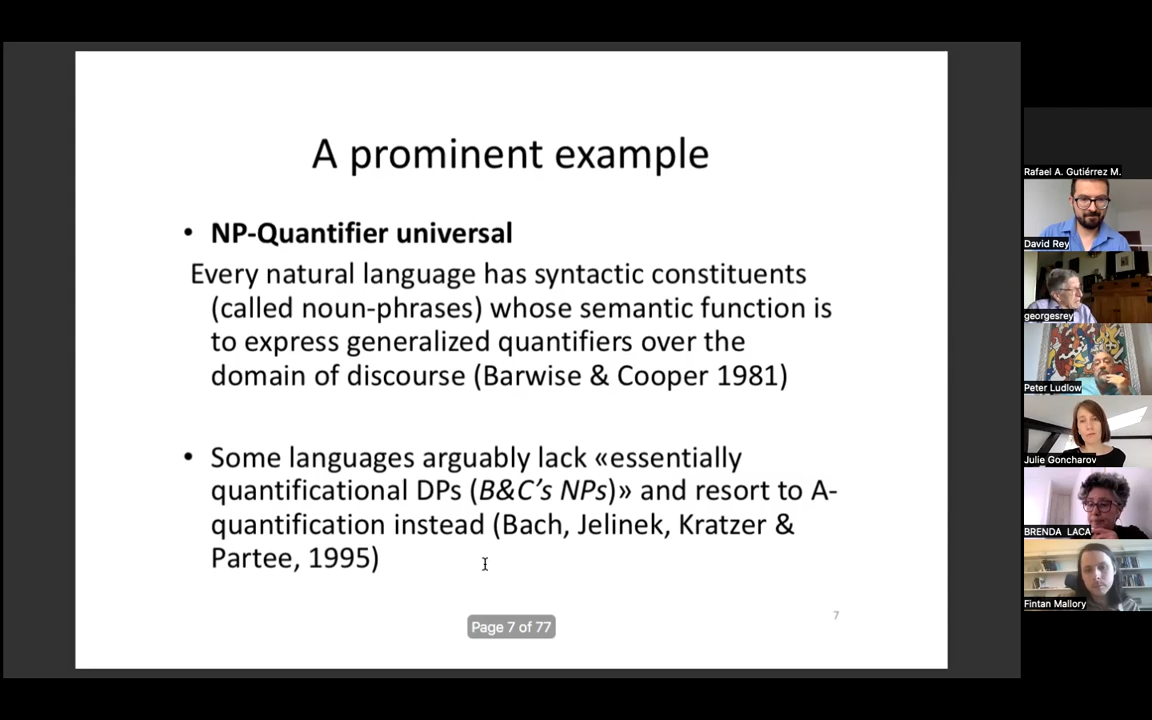 A prominent example
• NP-Quantifier universal
Every natural language has syntactic constituents
(called noun-phrases) whose semantic function is
to express generalized quantifiers over the
domain of discourse (Barwise & Cooper 1981)
• Some languages arguably lack «essentially
quantificational DPs (B&C's NPs)» and resort to A-
quantification instead (Bach, Jelinek, Kratzer &
Partee, 1995)
7
Page 7 of 77
Rafael A. Gutiérrez M.
David Rey
georgesrey
Peter Ludlow
Julie Goncharov
BRENDA LACA
Fintan Mallory